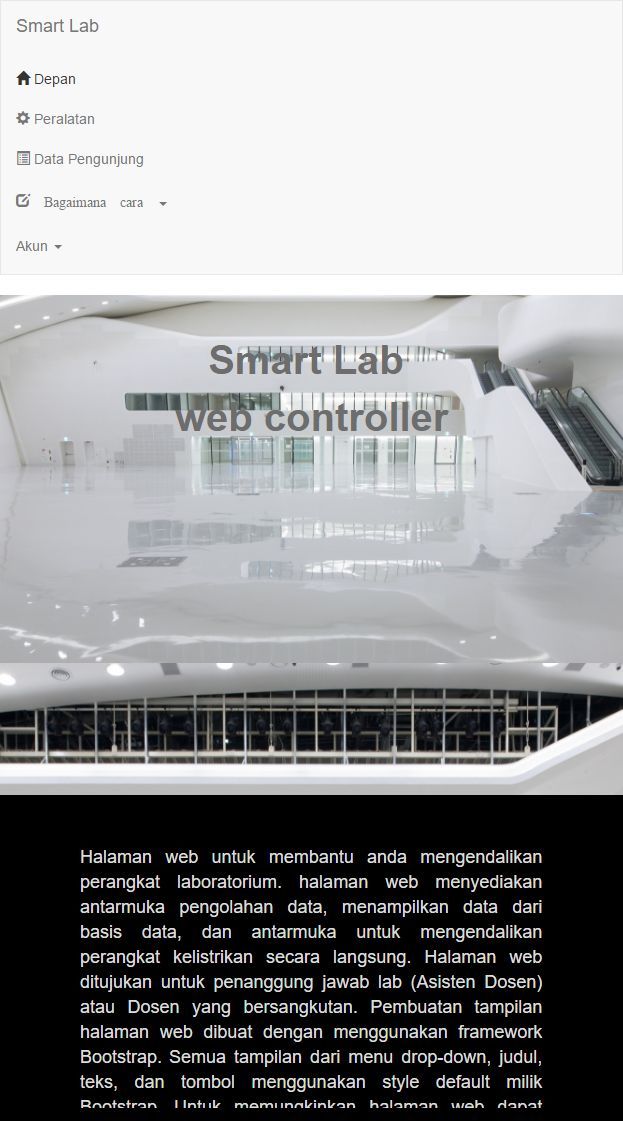 Smart Lab
Depan
Peralatan
Data Pengunjung
Bagaimana cara
Akun
Smart Lab
web controller
Halaman web untuk membantu anda mengendalikan
perangkat laboratorium. halaman web menyediakan
antarmuka pengolahan data, menampilkan data dari
basis data, dan antarmuka untuk mengendalikan
perangkat kelistrikan secara langsung. Halaman web
ditujukan untuk penanggung jawab lab (Asisten Dosen)
atau Dosen yang bersangkutan. Pembuatan tampilan
halaman web dibuat dengan menggunakan framework
Bootstrap. Semua tampilan dari menu drop-down, judul,
teks, dan tombol menggunakan style default milik
Bootstrap. Untuk memungkinkan halaman web dapat